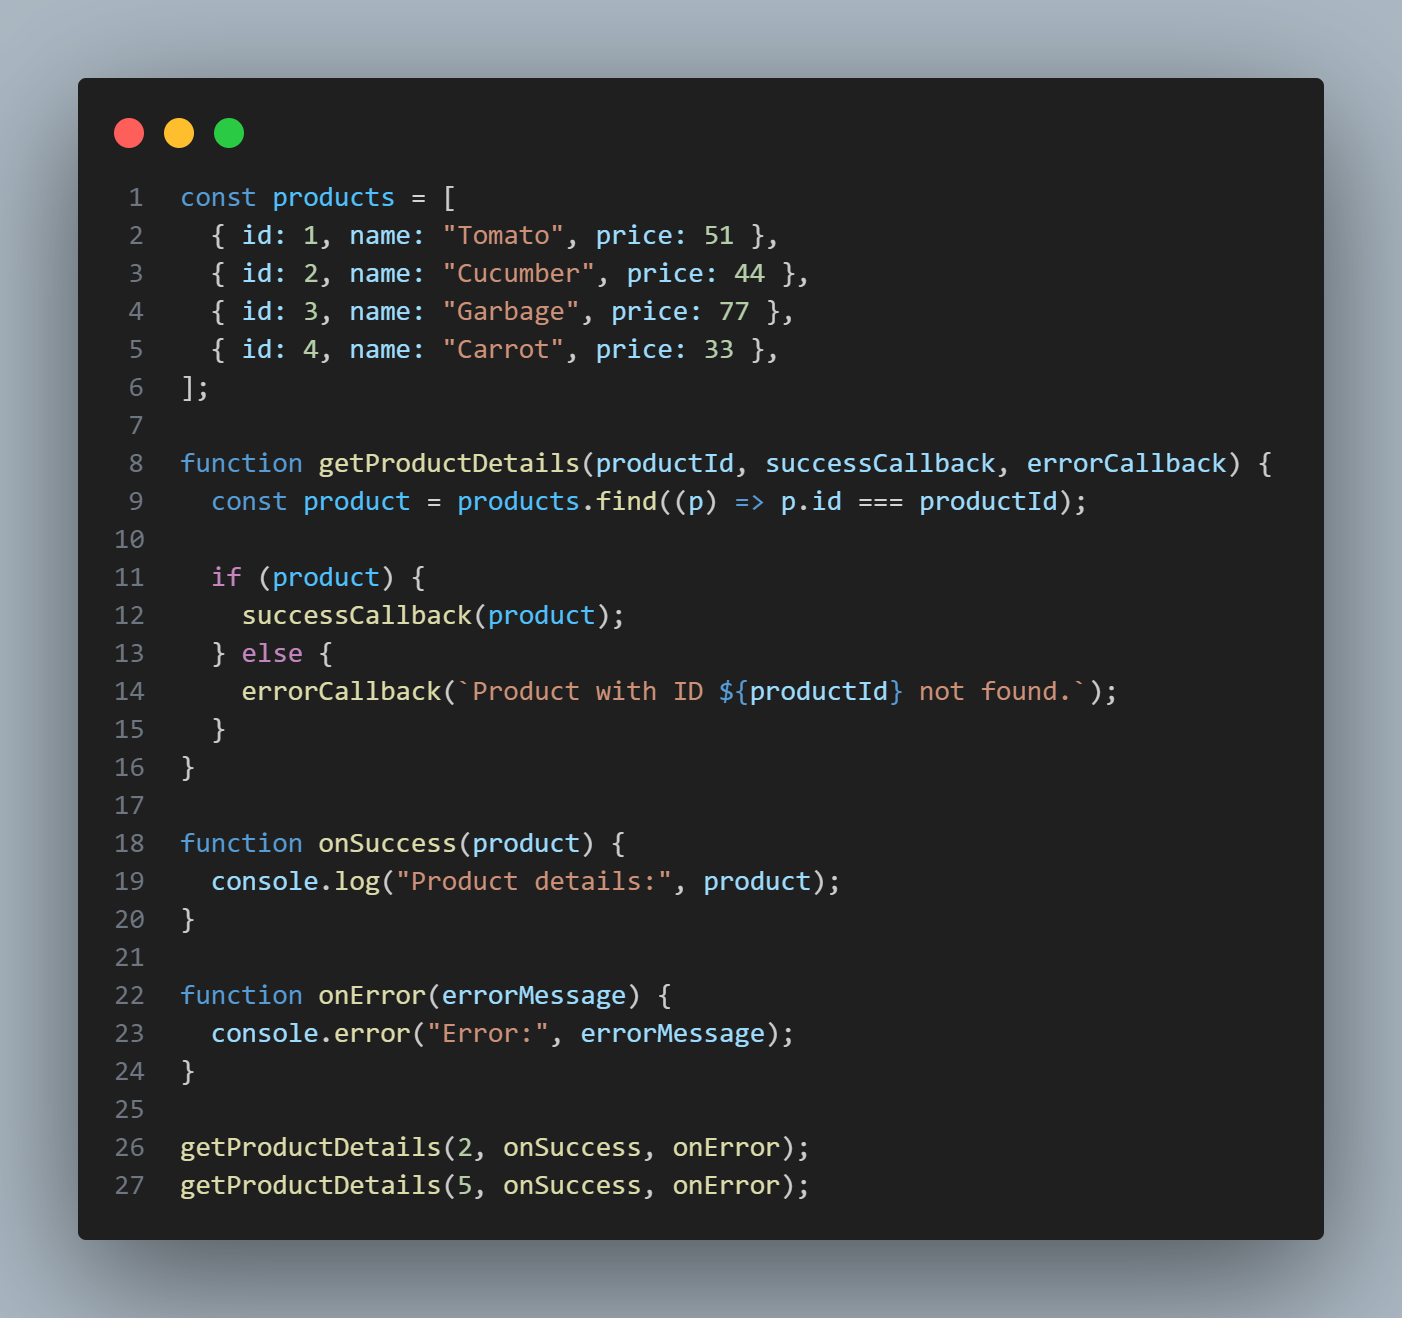 1 const products = [
2   { id: 1, name: "Tomato", price: 51 },
3   { id: 2, name: "Cucumber", price: 44 },
4   { id: 3, name: "Garbage", price: 77 },
5   { id: 4, name: "Carrot", price: 33 },
6 ];
7
8 function getProductDetails(productId, successCallback, errorCallback) {
9   const product = products.find((p) => p.id === productId);
10
11   if (product) {
12     successCallback(product);
13   } else {
14     errorCallback(`Product with ID ${productId} not found.`);
15   }
16 }
17
18 function onSuccess(product) {
19   console.log("Product details:", product);
20 }
21
22 function onError(errorMessage) {
23   console.error("Error:", errorMessage);
24 }
25
26 getProductDetails(2, onSuccess, onError);
27 getProductDetails(5, onSuccess, onError);